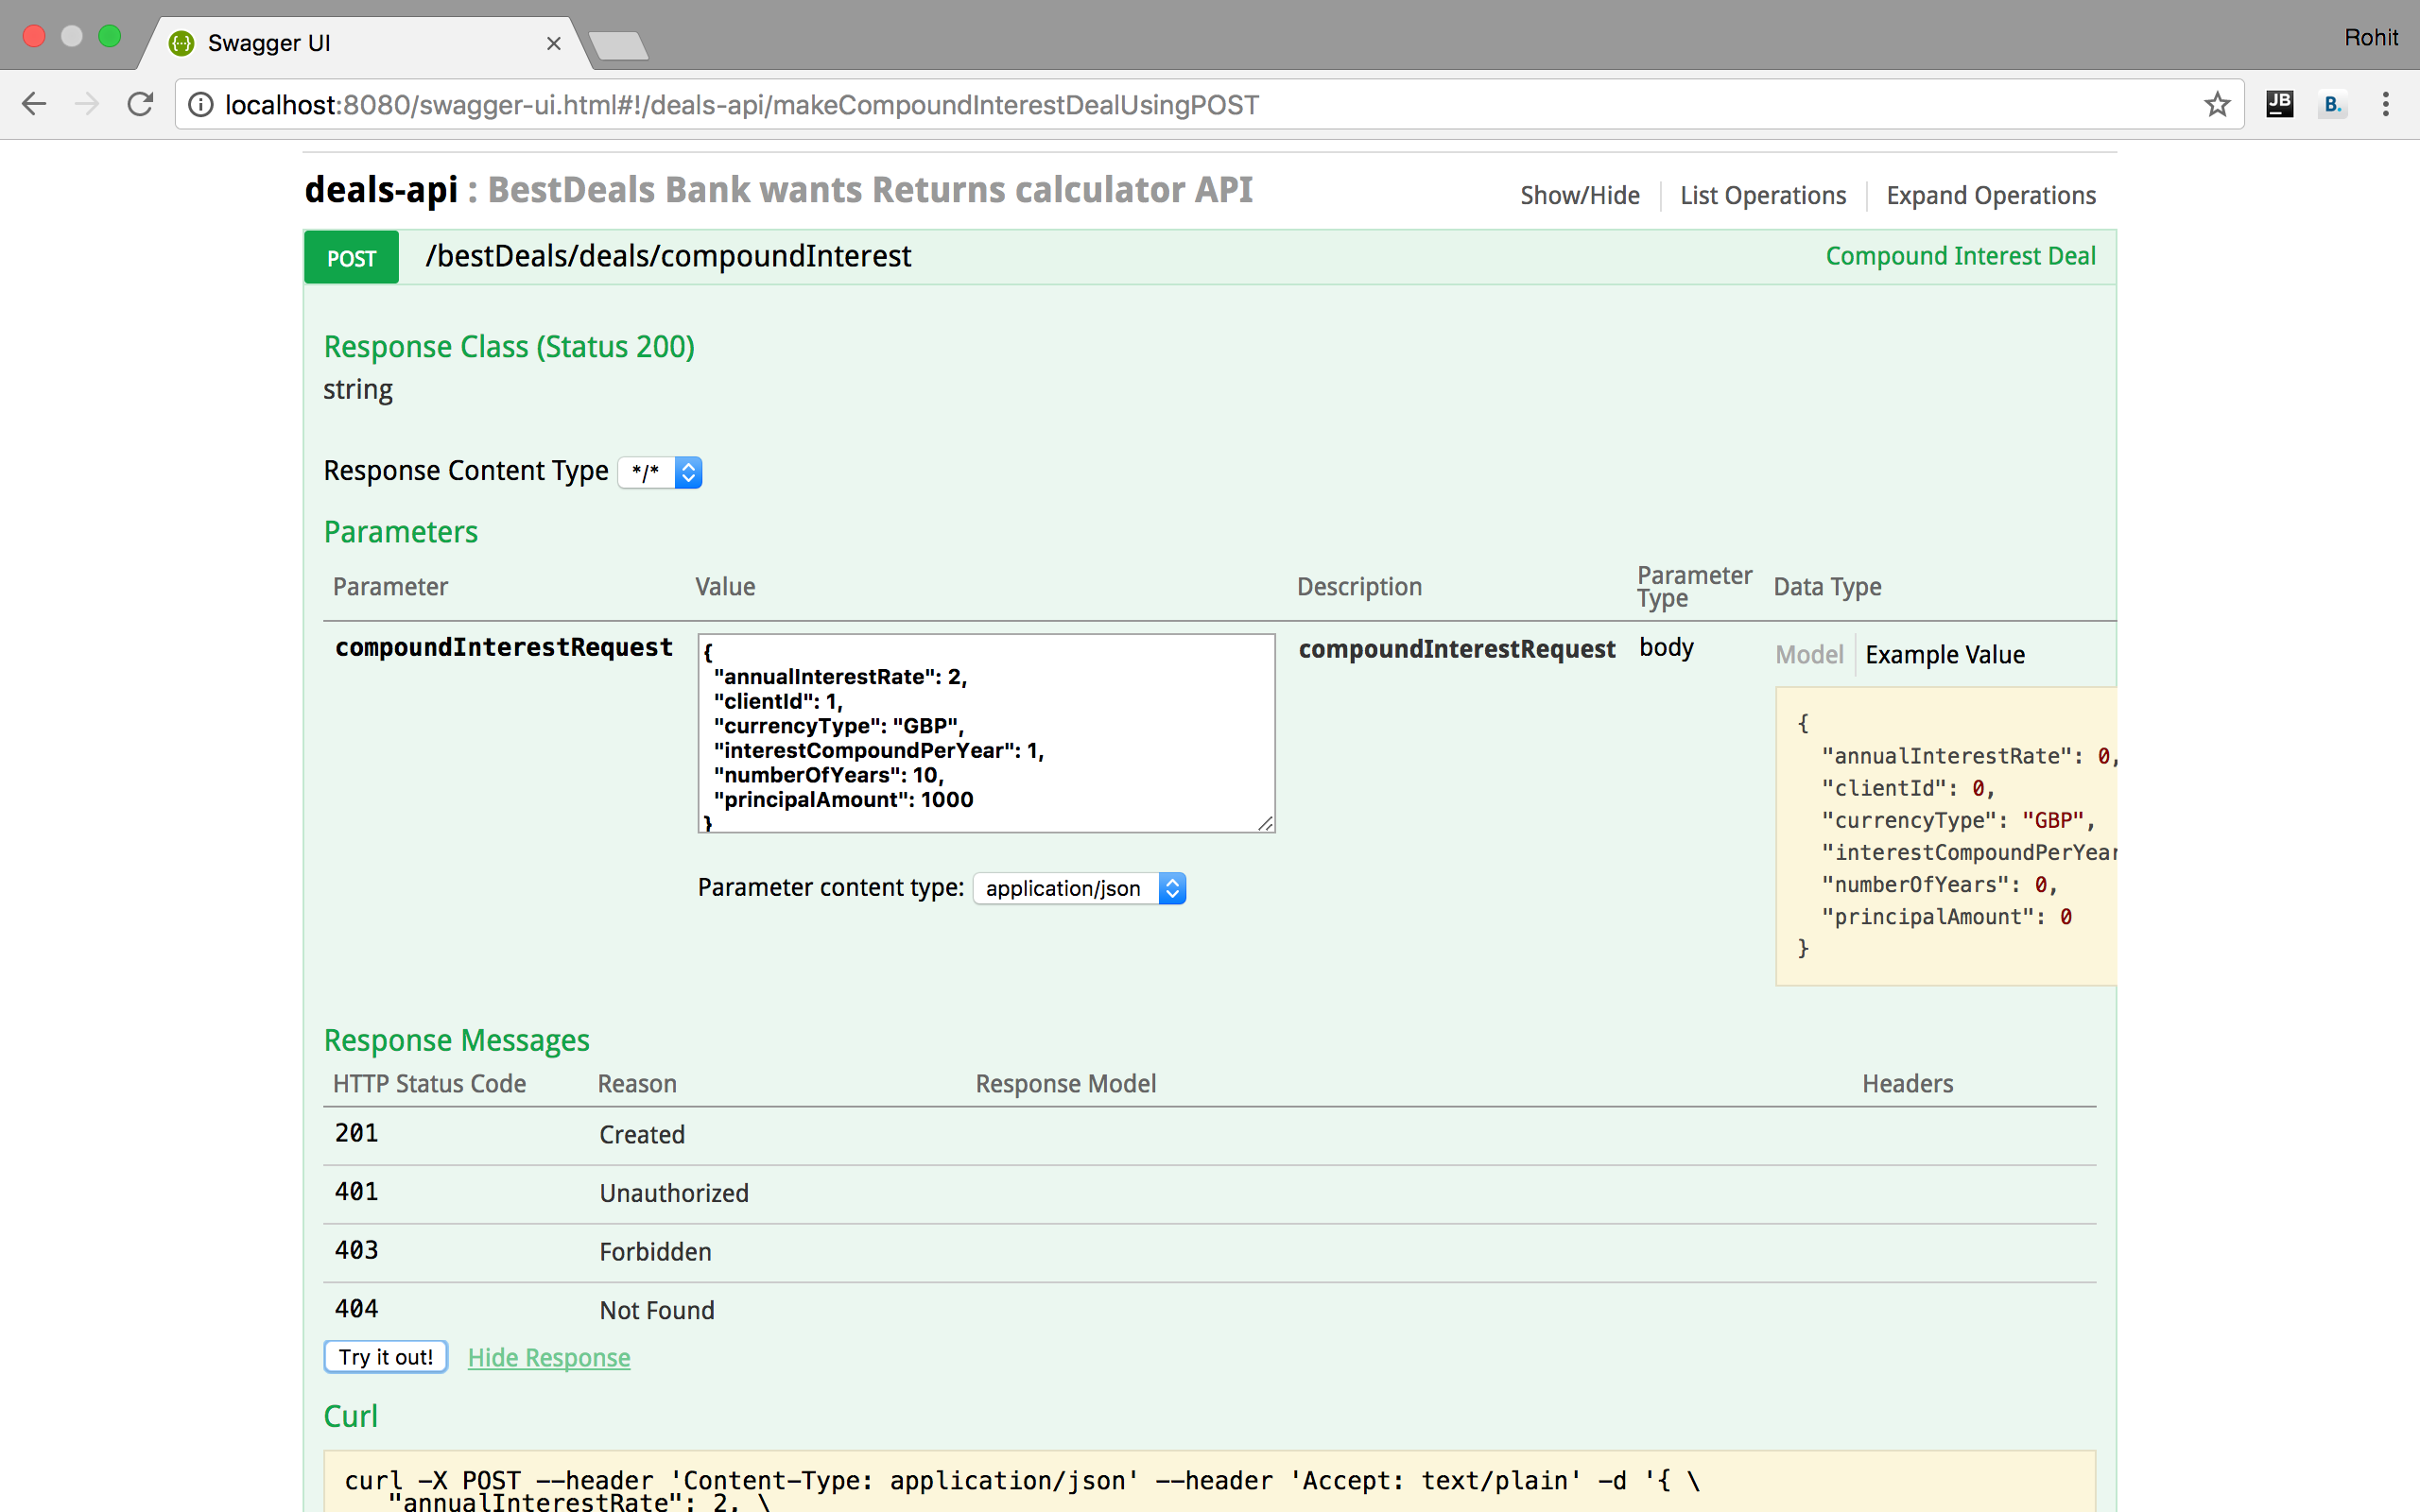 Swagger UI
Rohit
localhost:8080/swagger-ui.html#!/deals-api/makeCompoundInterestDealUsingPOST
JB
B.
deals-api : BestDeals Bank wants Returns calculator API
Show/Hide
List Operations
Expand Operations
POST
/bestDeals/deals/compoundInterest
Compound Interest Deal
Response Class (Status 200)
string
Response Content Type
*/*
Parameters
Parameter
Value
Description
Parameter
Type
Data Type
compoundInterestRequest
{
"annualInterestRate": 2,
"clientId": 1,
"currencyType": "GBP",
"interestCompoundPerYear": 1,
"numberOfYears": 10,
"principalAmount": 1000
}
Parameter content type:
application/json
compoundInterestRequest
body
Model
Example Value
{
"annualInterestRate": 0,
"clientId": 0,
"currencyType": "GBP",
"interestCompoundPerYear
"numberOfYears": 0,
"principalAmount": 0
}
Response Messages
HTTP Status Code
Reason
Response Model
Headers
201
Created
401
Unauthorized
403
Forbidden
404
Not Found
Try it out!
Hide Response
Curl
curl -X POST --header 'Content-Type: application/json' --header 'Accept: text/plain' -d '{ \
"annualInterestRate": 2, \